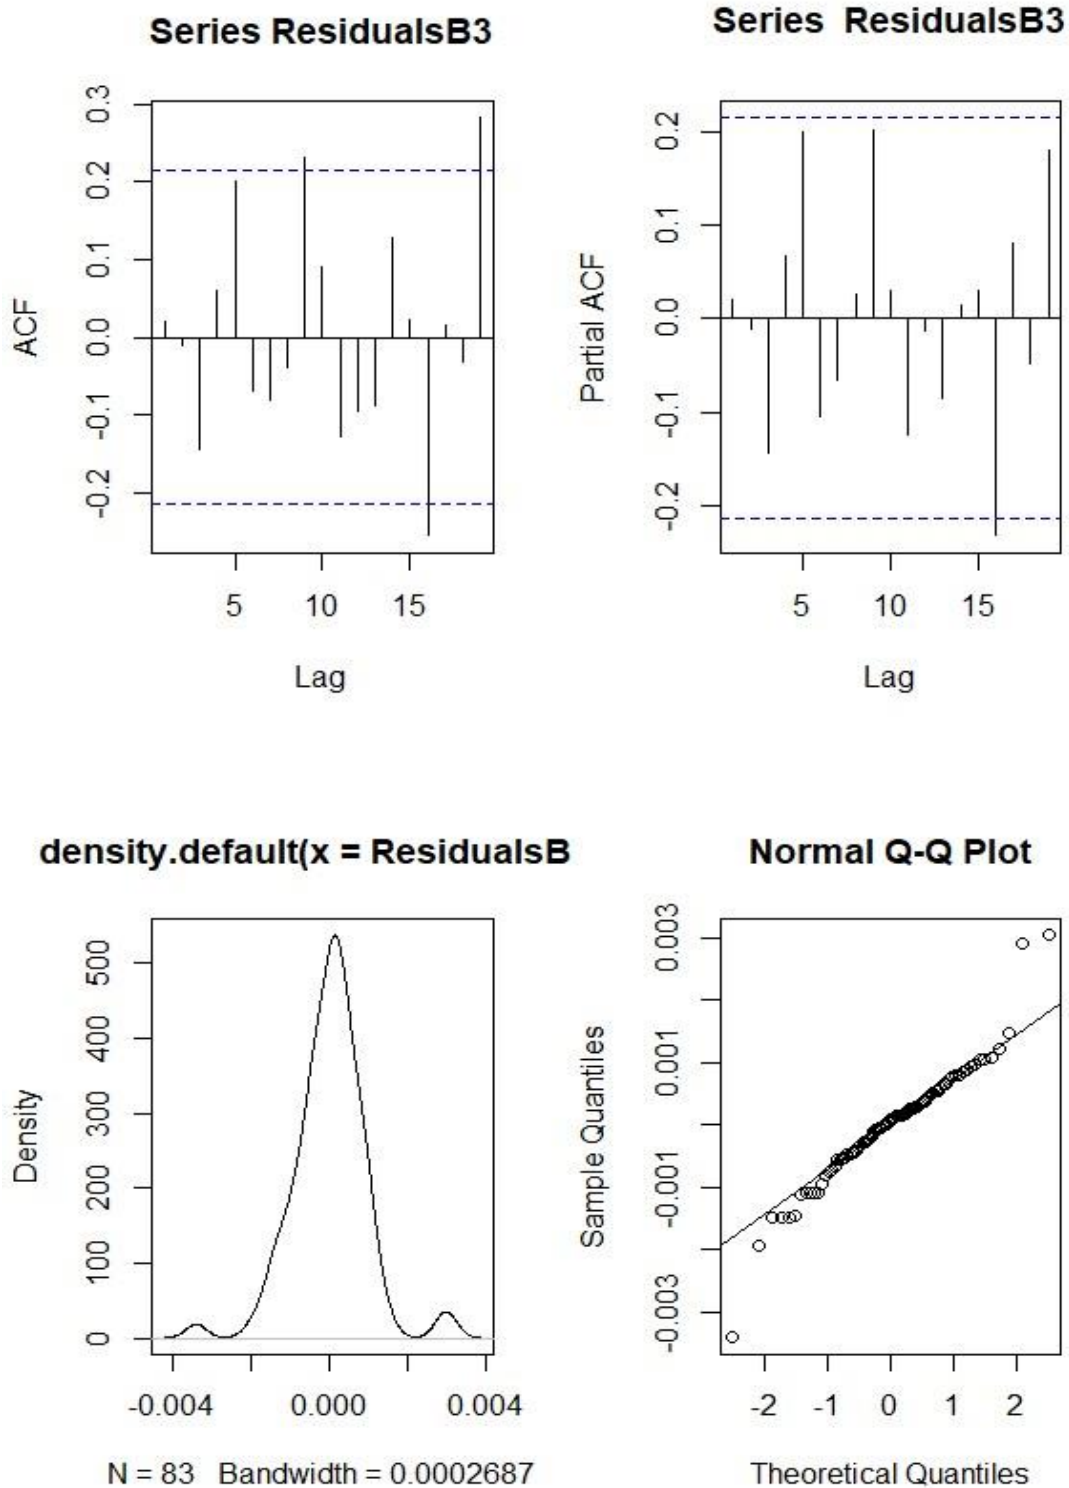 Series ResidualsB3
ACF
0.3
0.2
0.1
0.0
-0.1
-0.2
5 10 15
Lag
Series ResidualsB3
Partial ACF
0.2
0.1
0.0
-0.1
-0.2
5 10 15
Lag
density.default(x = ResidualsB
Density
500
400
300
200
100
0
-0.004 0.000 0.004
N = 83 Bandwidth = 0.0002687
Normal Q-Q Plot
Sample Quantiles
0.003
0.001
-0.001
-0.003
-2 -1 0 1 2
Theoretical Quantiles